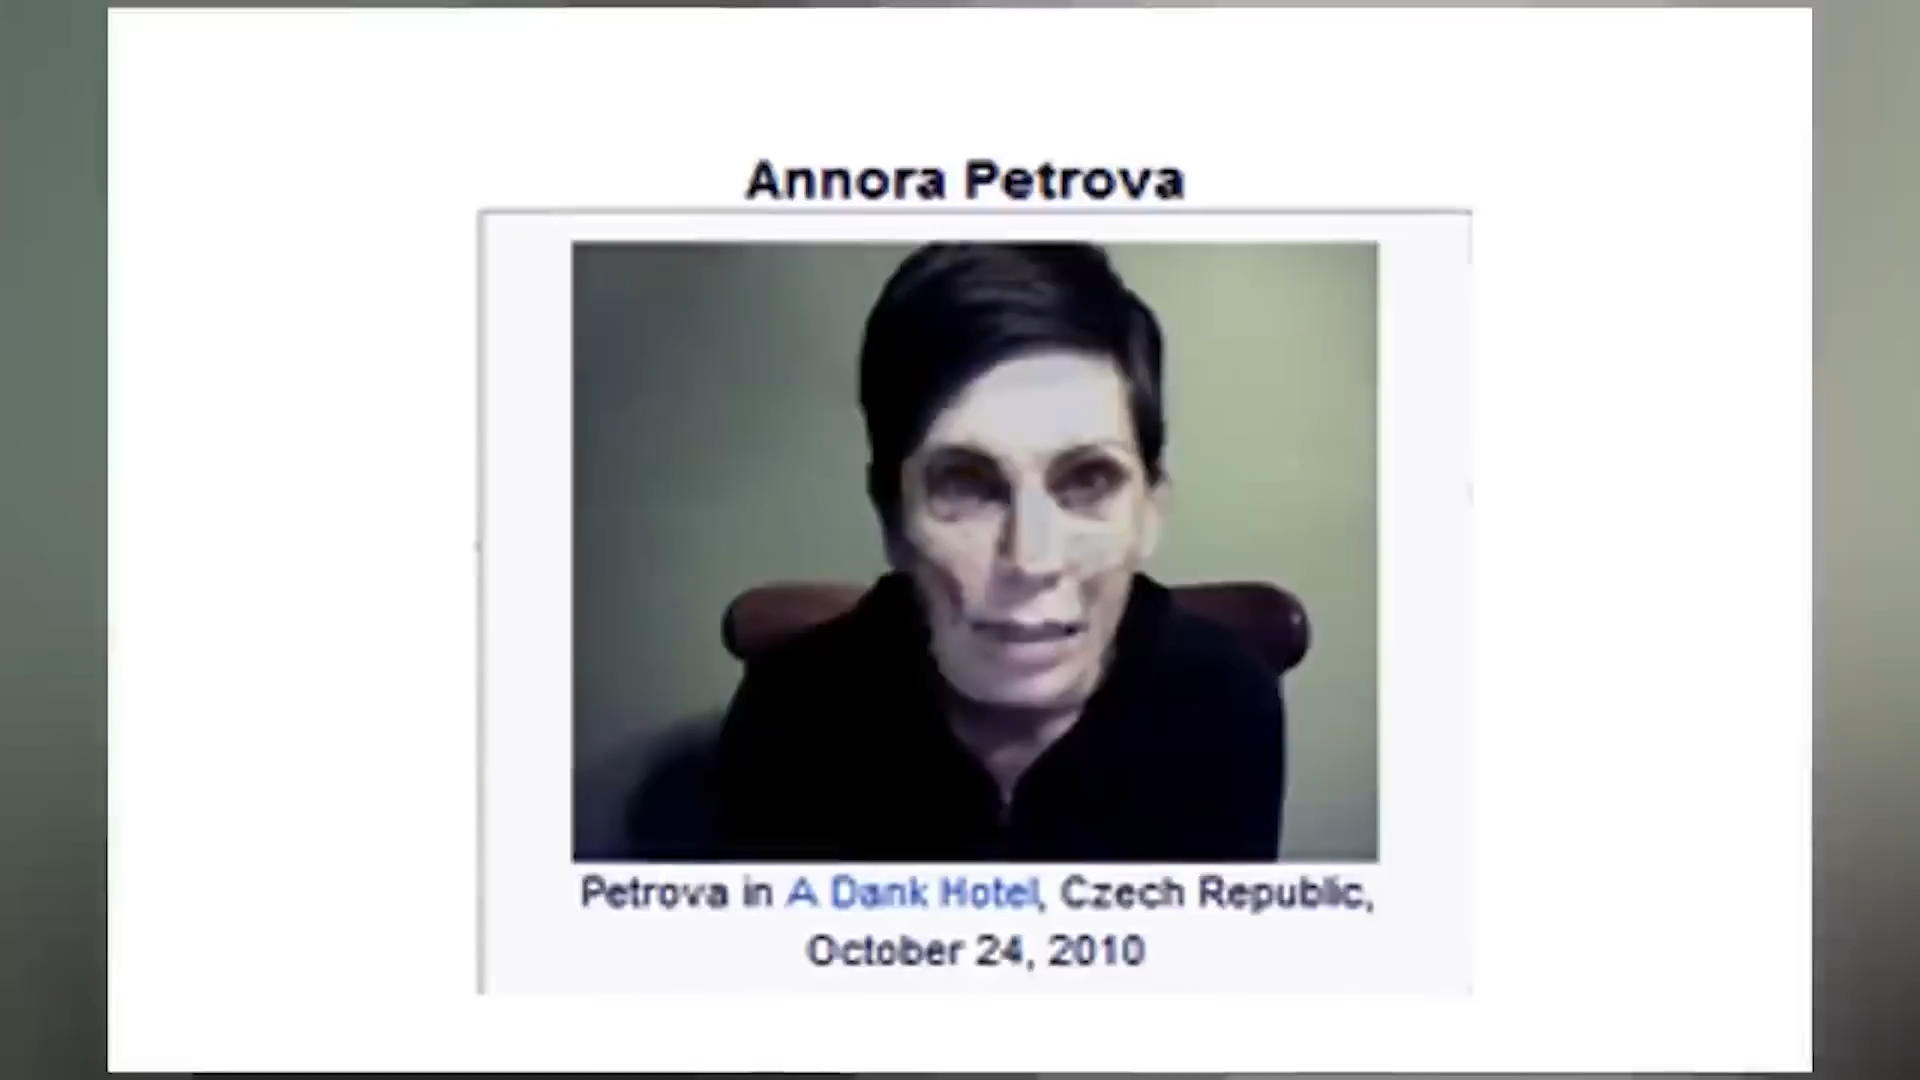 Annora Petrova
Petrova in A Dank Hotel, Czech Republic,
October 24, 2010